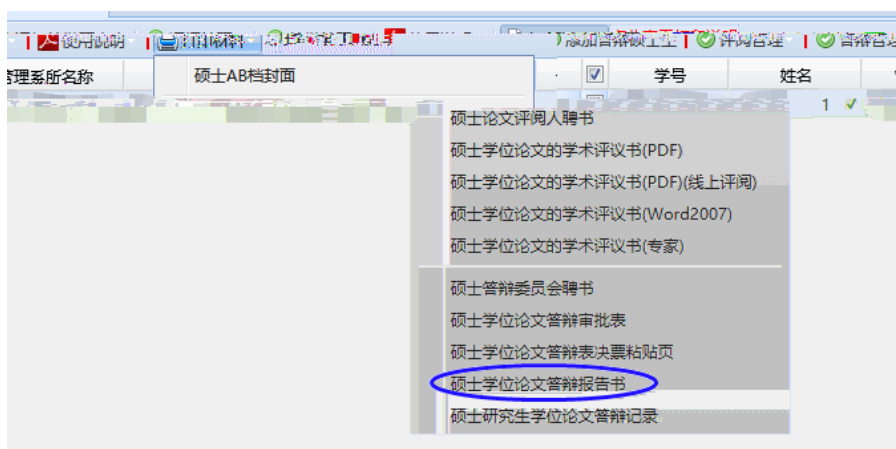 使用说明
打印材料
添加答辩硕士生
评阅管理
管理系所名称
学号
姓名
硕士AB档封面
1
硕士论文评阅人聘书
硕士学位论文的学术评议书(PDF)
硕士学位论文的学术评议书(PDF)(线上评阅)
硕士学位论文的学术评议书(Word2007)
硕士学位论文的学术评议书(专家)
硕士答辩委员会聘书
硕士学位论文答辩审批表
硕士学位论文答辩表决票粘贴页
硕士学位论文答辩报告书
硕士研究生学位论文答辩记录